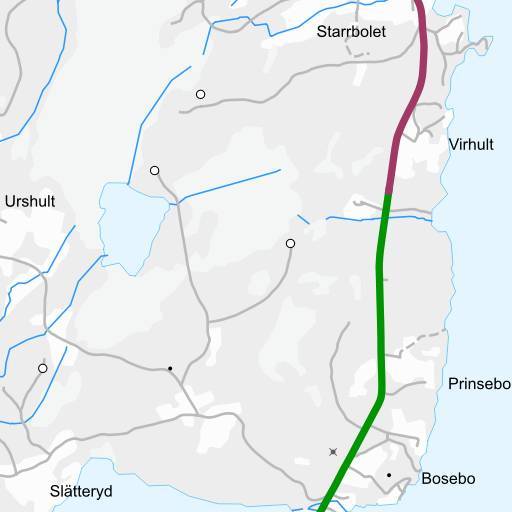 Starrbolet
Virhult
Urshult
Prinsebo
Bosebo
Slätteryd